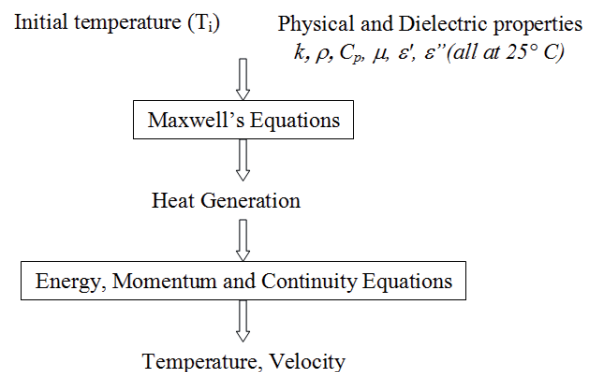 Initial temperature (Ti)
Physical and Dielectric properties
k, ρ, Cp, μ, ε', ε”(all at 25° C)
Maxwell’s Equations
Heat Generation
Energy, Momentum and Continuity Equations
Temperature, Velocity